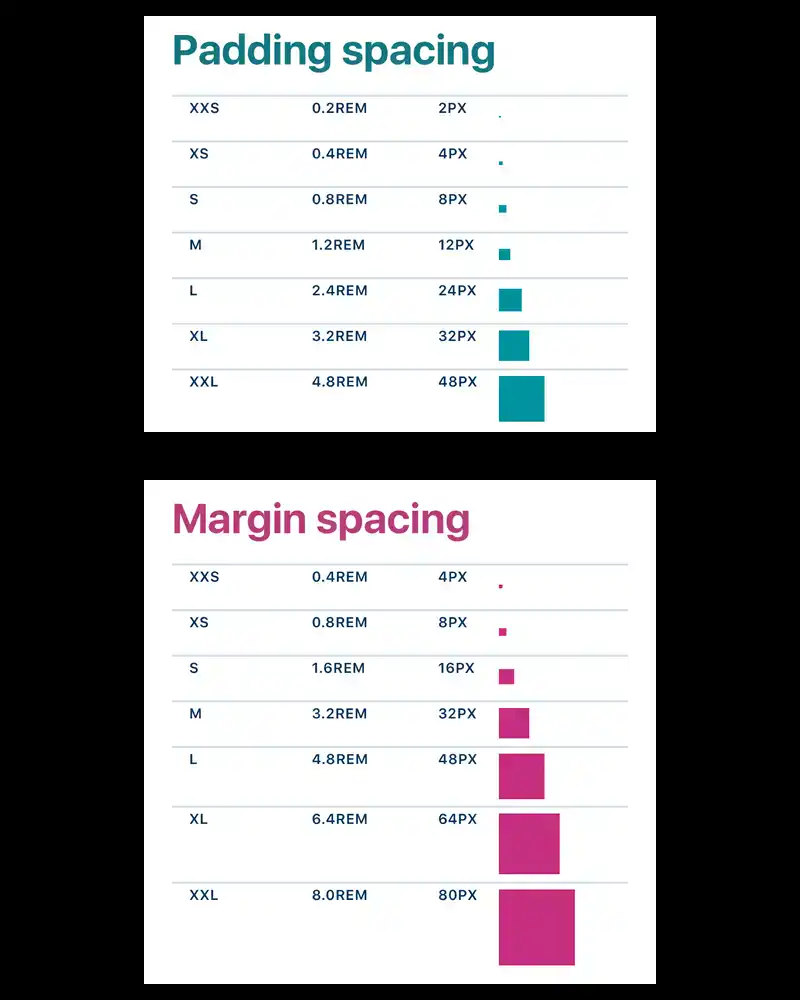 Padding spacing
XXS 0.2REM 2PX
XS 0.4REM 4PX
S 0.8REM 8PX
M 1.2REM 12PX
L 2.4REM 24PX
XL 3.2REM 32PX
XXL 4.8REM 48PX
Margin spacing
XXS 0.4REM 4PX
XS 0.8REM 8PX
S 1.6REM 16PX
M 3.2REM 32PX
L 4.8REM 48PX
XL 6.4REM 64PX
XXL 8.0REM 80PX